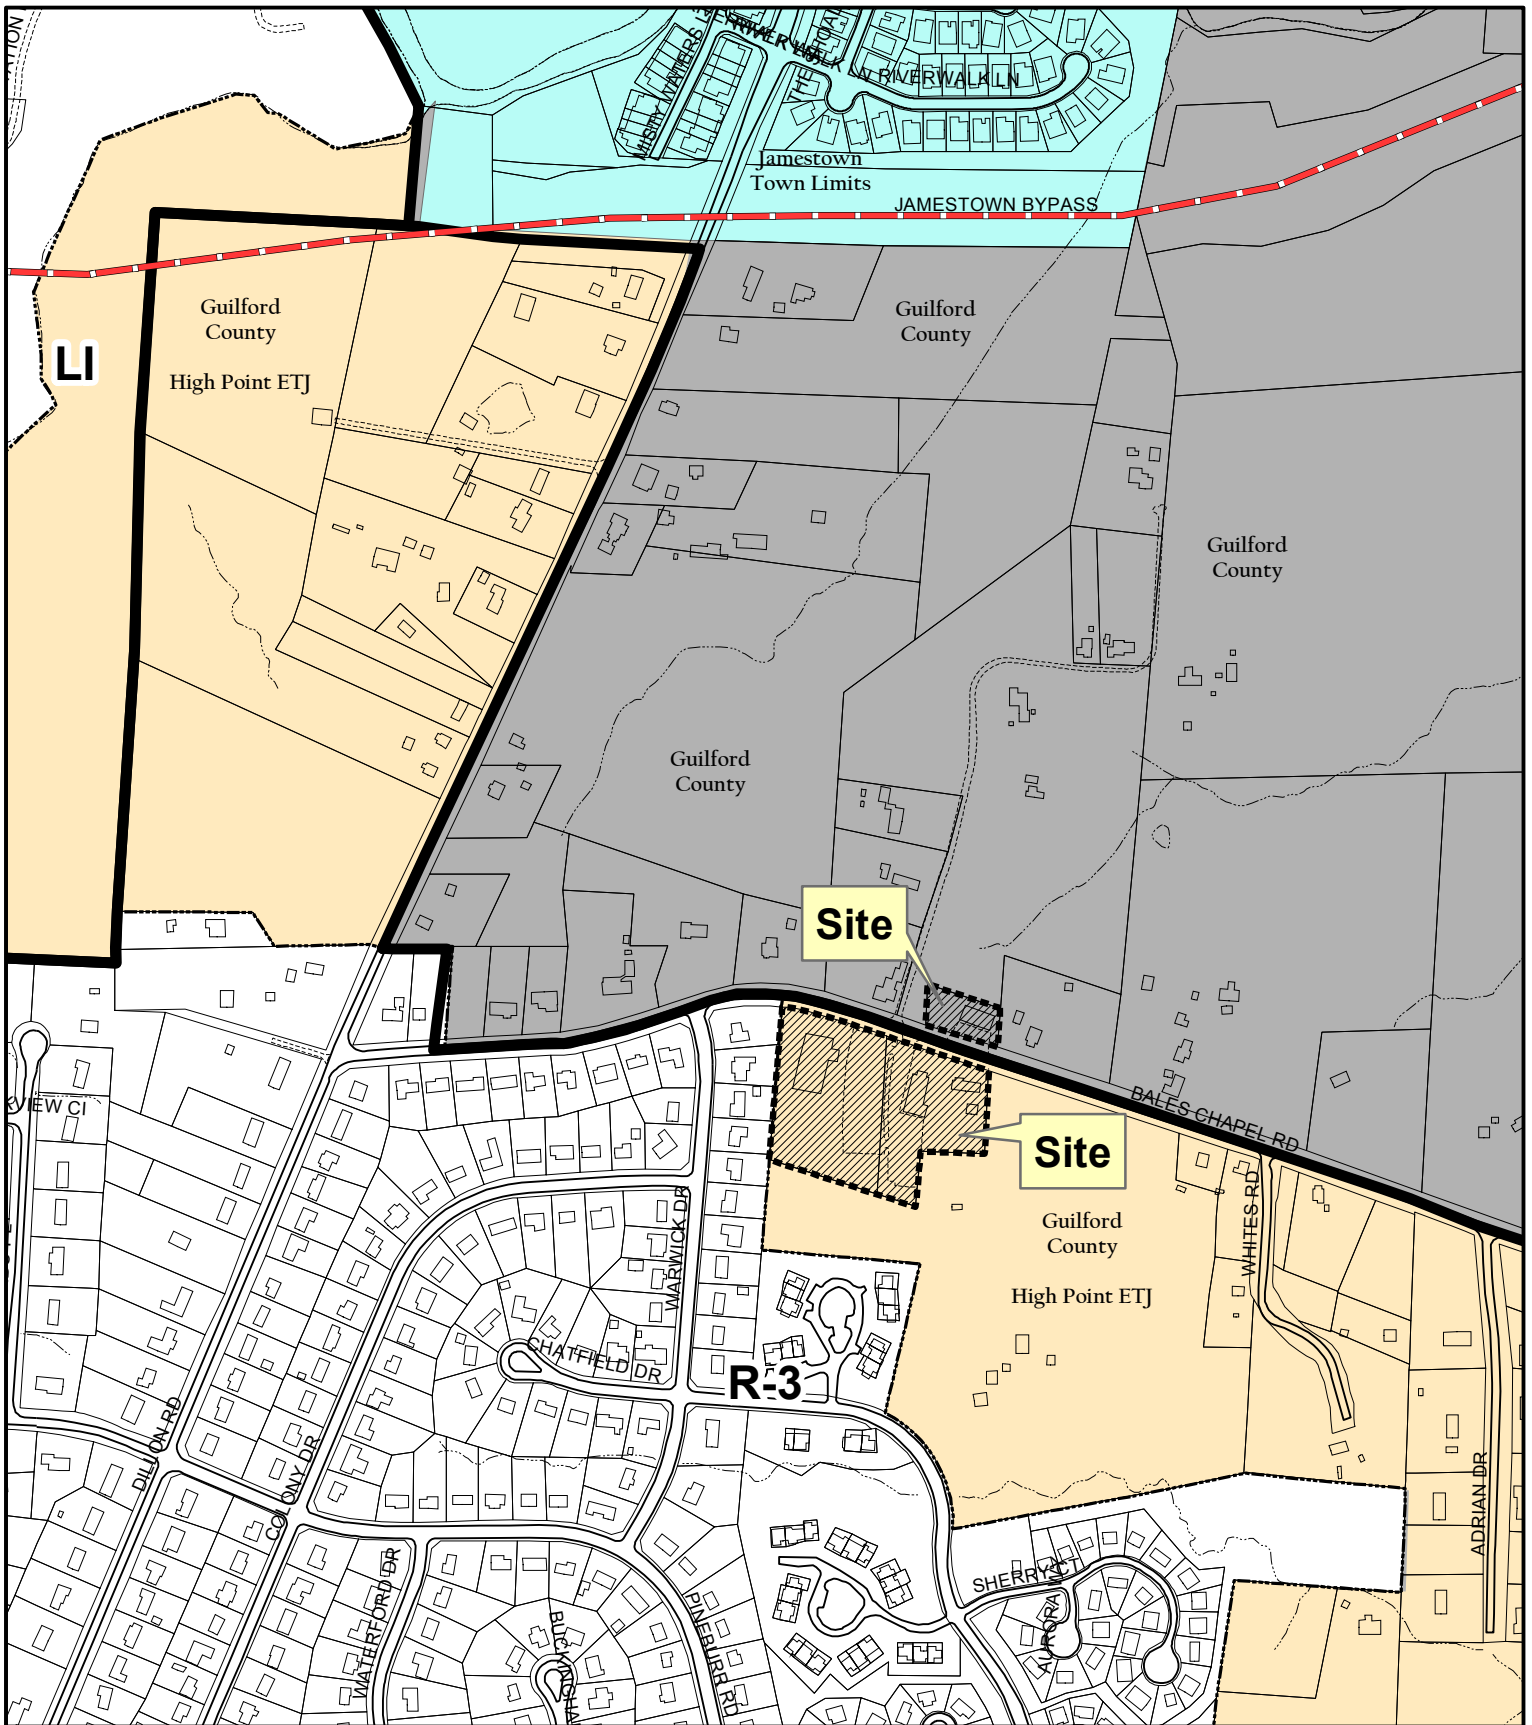 MISTY WATERS
RIVERWALK LN
Jamestown
Town Limits
JAMESTOWN BYPASS
Guilford
County
High Point ETJ
LI
Guilford
County
Guilford
County
Guilford
County
Site
Site
BALES CHAPEL RD
WHITES RD
Guilford
County
High Point ETJ
WARWICK DR
CHATFIELD DR
R-3
DILLON RD
COLONY DR
WATERFORD DR
PINEBURR RD
SHERRY CT
ADRIAN DR